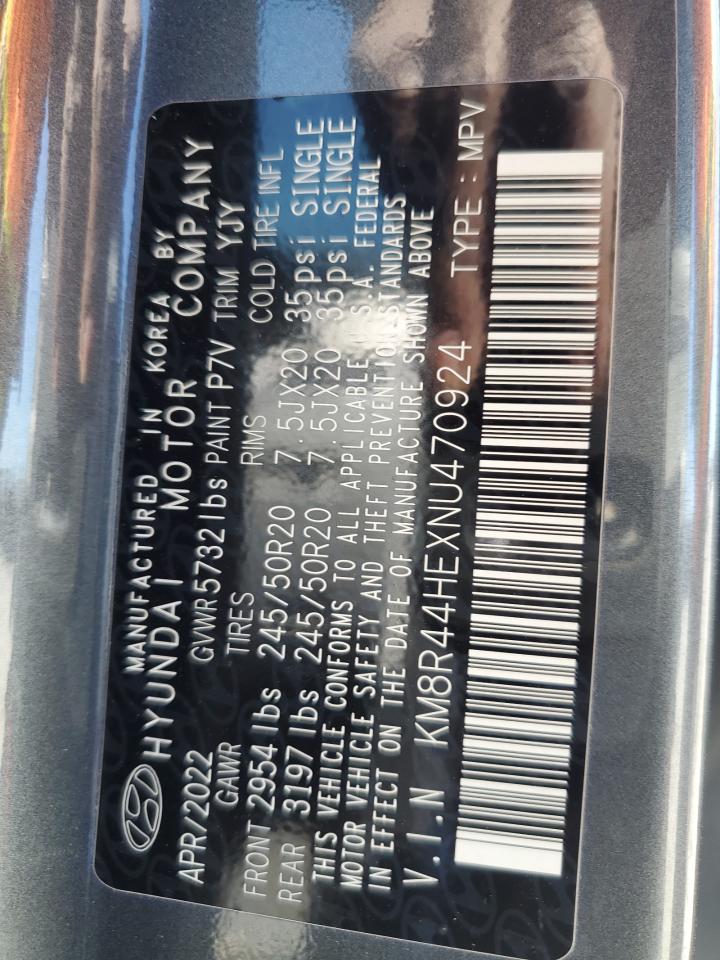 MANUFACTURED IN KOREA BY
HYUNDAI MOTOR COMPANY
APR/2022 GVWR 5732 lbs PAINT P7V TRIM YJY
GAWR TIRES RIMS COLD TIRE INFL
FRONT 2954 lbs 245/50R20 7.5JX20 35psi SINGLE
REAR 3197 lbs 245/50R20 7.5JX20 35psi SINGLE
THIS VEHICLE CONFORMS TO ALL APPLICABLE U.S.A. FEDERAL
MOTOR VEHICLE SAFETY AND THEFT PREVENTION STANDARDS
IN EFFECT ON THE DATE OF MANUFACTURE SHOWN ABOVE
V.I.N KM8R44HEXNU470924 TYPE : MPV